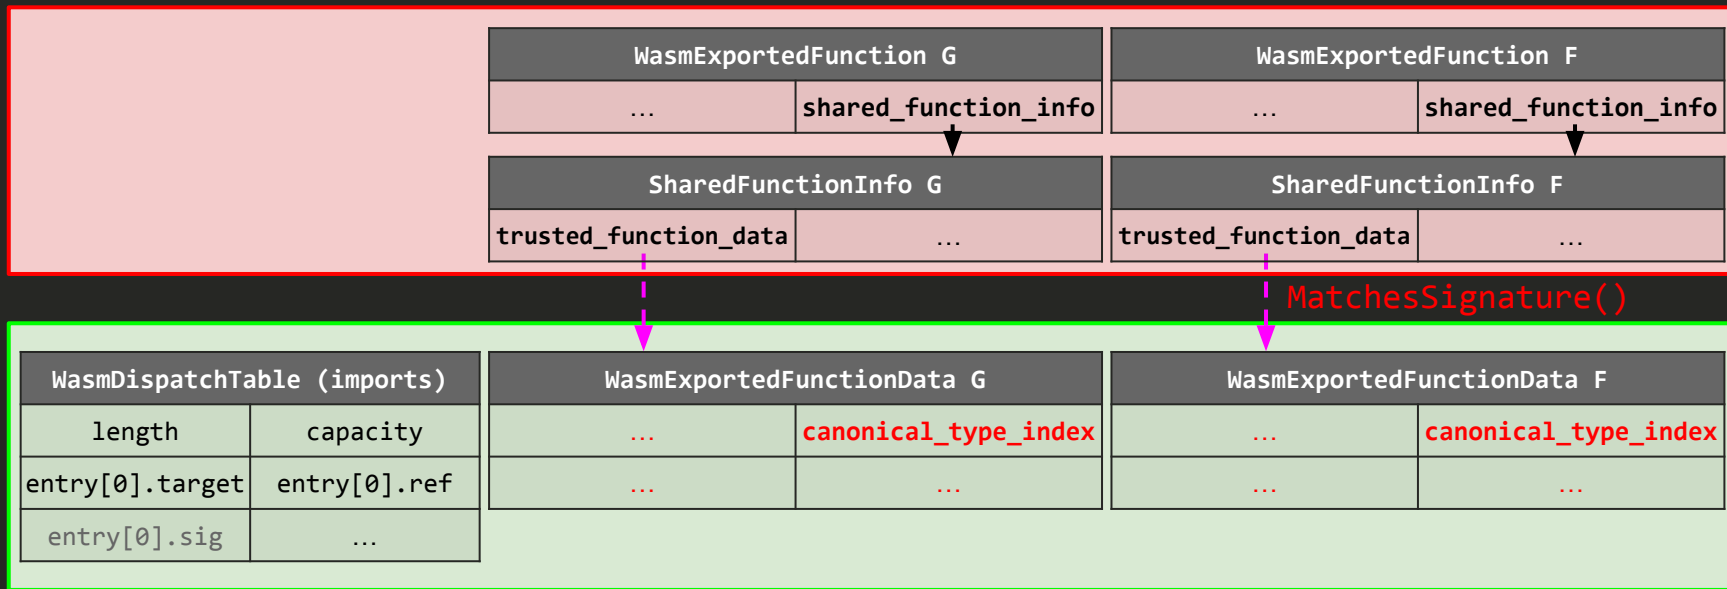 WasmExportedFunction G
WasmExportedFunction F
... shared_function_info
... shared_function_info
SharedFunctionInfo G
SharedFunctionInfo F
trusted_function_data ...
trusted_function_data ...
MatchesSignature()
WasmDispatchTable (imports)
length capacity
entry[0].target entry[0].ref
entry[0].sig ...
WasmExportedFunctionData G
... canonical_type_index
... ...
WasmExportedFunctionData F
... canonical_type_index
... ...